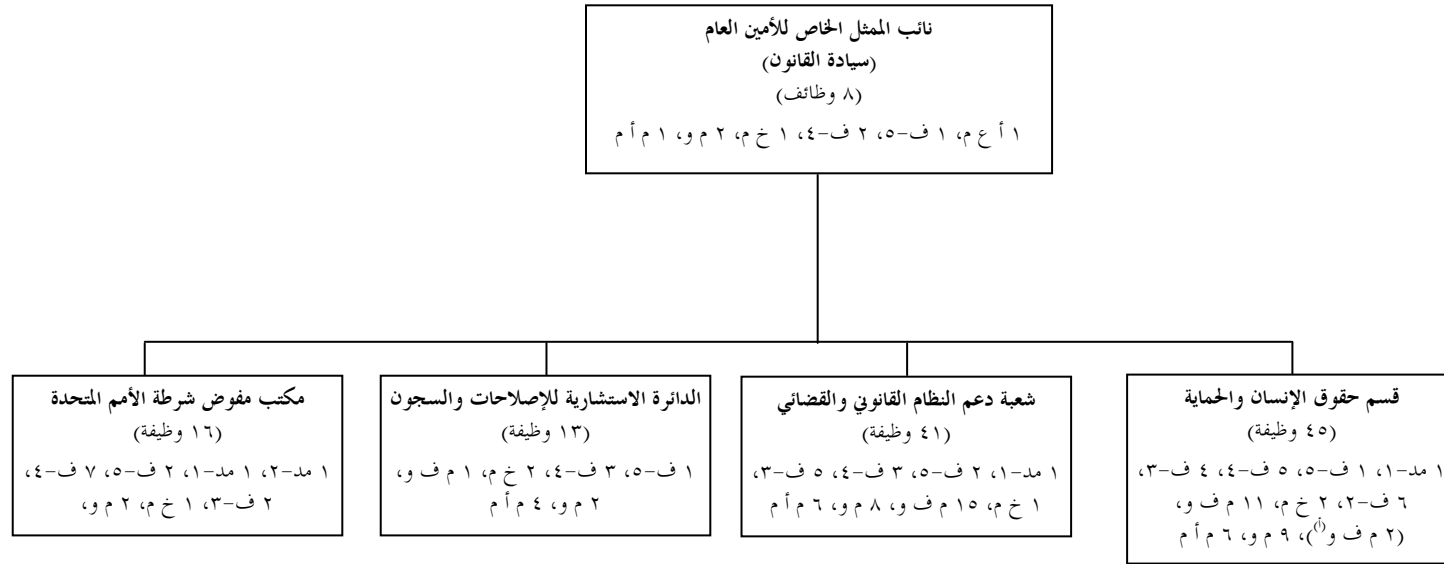 نائب الممثل الخاص للأمين العام
(سيادة القانون)
(٨ وظائف)
١ أ ع م، ١ ف-٥، ٢ ف-٤، ١ خ م، ٢ م و، ١ م أ م
قسم حقوق الإنسان والحماية
(٤٥ وظيفة)
١ مد-١، ١ ف-٥، ٥ ف-٤، ٤ ف-٣،
٦ ف-٢، ٢ خ م، ١١ م ف و،
(٢ م ف و(أ))، ٩ م و، ٦ م أ م
شعبة دعم النظام القانوني والقضائي
(٤١ وظيفة)
١ مد-١، ٢ ف-٥، ٣ ف-٤، ٥ ف-٣،
١ خ م، ١٥ م ف و، ٨ م و، ٦ م أ م
الدائرة الاستشارية للإصلاحات والسجون
(١٣ وظيفة)
١ ف-٥، ٣ ف-٤، ٢ خ م، ١ م ف و،
٢ م و، ٤ م أ م
مكتب مفوض شرطة الأمم المتحدة
(١٦ وظيفة)
١ مد-٢، ١ مد-١، ٢ ف-٥، ٧ ف-٤،
٢ ف-٣، ١ خ م، ٢ م و،